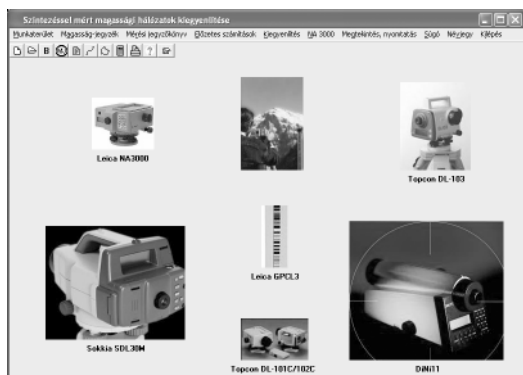 Szintezéssel mért magassági hálózatok kiegyenlítése
Munkaterület Magasság-jegyzék Mérési jegyzőkönyv Előzetes számítások Kiegyenlítés NA 3000 Megtekintés, nyomtatás Súgó Névjegy Kilépés
Leica NA3000
Topcon DL-103
Leica GPCL3
Sokkia SDL30M
Topcon DL-101C/102C
DiNi11